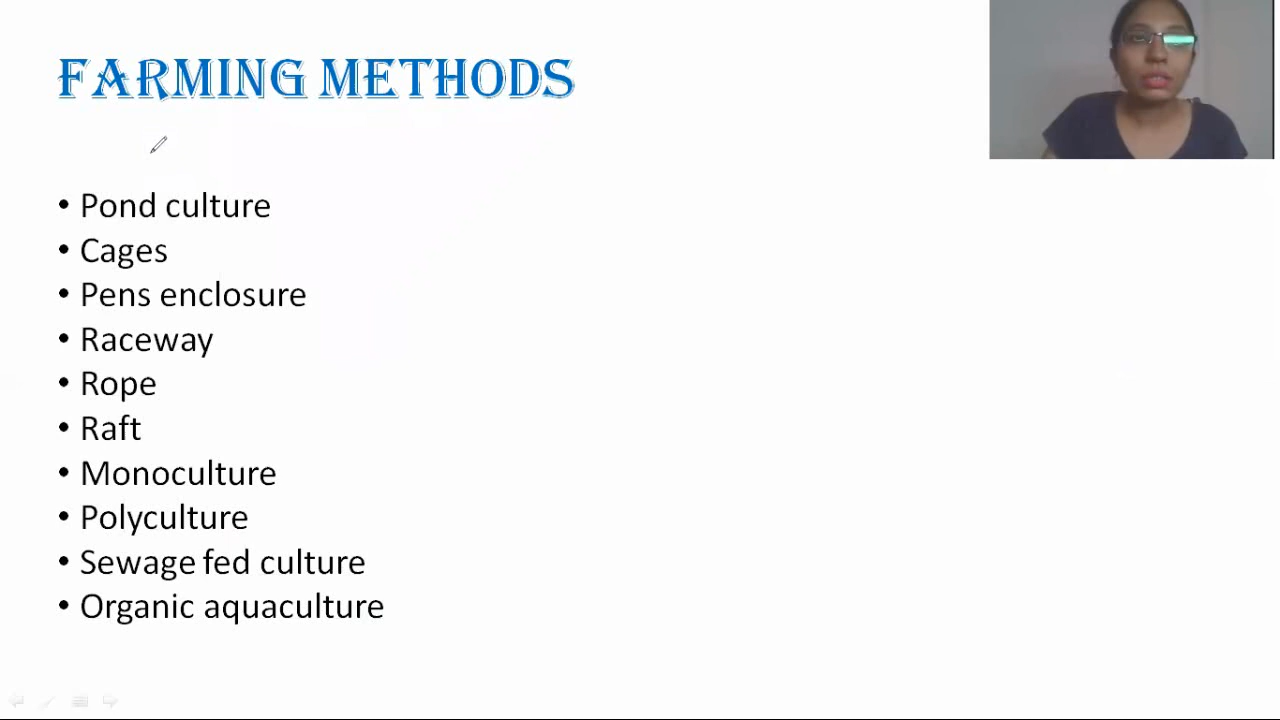 FARMING METHODS
• Pond culture
• Cages
• Pens enclosure
• Raceway
• Rope
• Raft
• Monoculture
• Polyculture
• Sewage fed culture
• Organic aquaculture